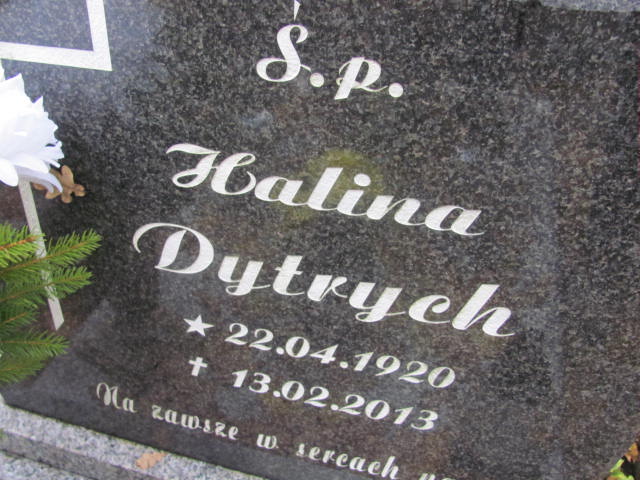 Ś.p.
Halina
Dytrych
★ 22.04.1920
✝ 13.02.2013
Na zawsze w sercach